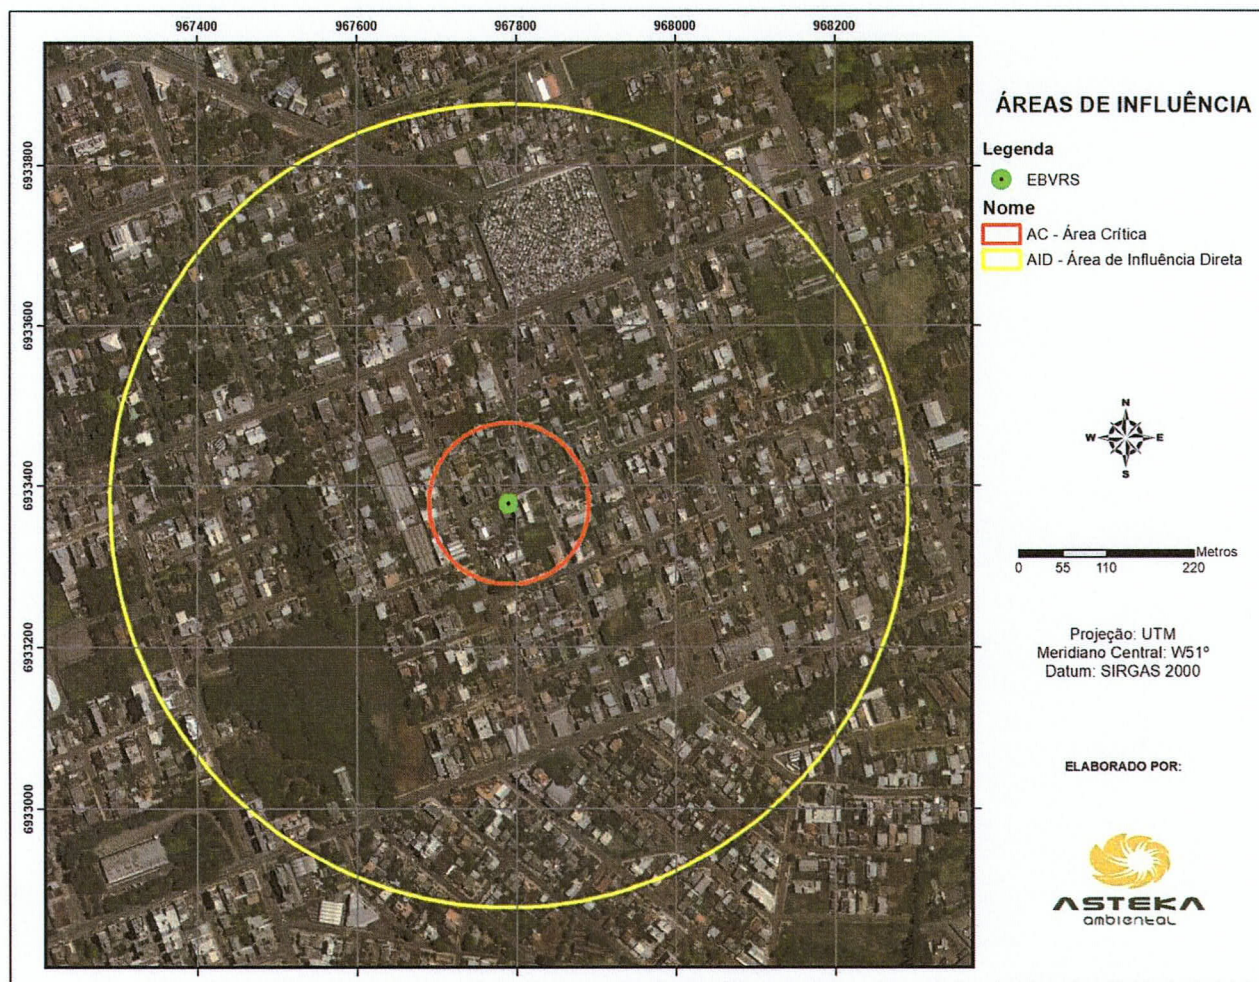 967400 967600 967800 968000 968200
6933800
6933600
6933400
6933200
6933000
ÁREAS DE INFLUÊNCIA
Legenda
EBVRS
Nome
AC - Área Crítica
AID - Área de Influência Direta
N
W E
S
Metros
0 55 110 220
Projeção: UTM
Meridiano Central: W51º
Datum: SIRGAS 2000
ELABORADO POR:
ASTEKA
ambiental